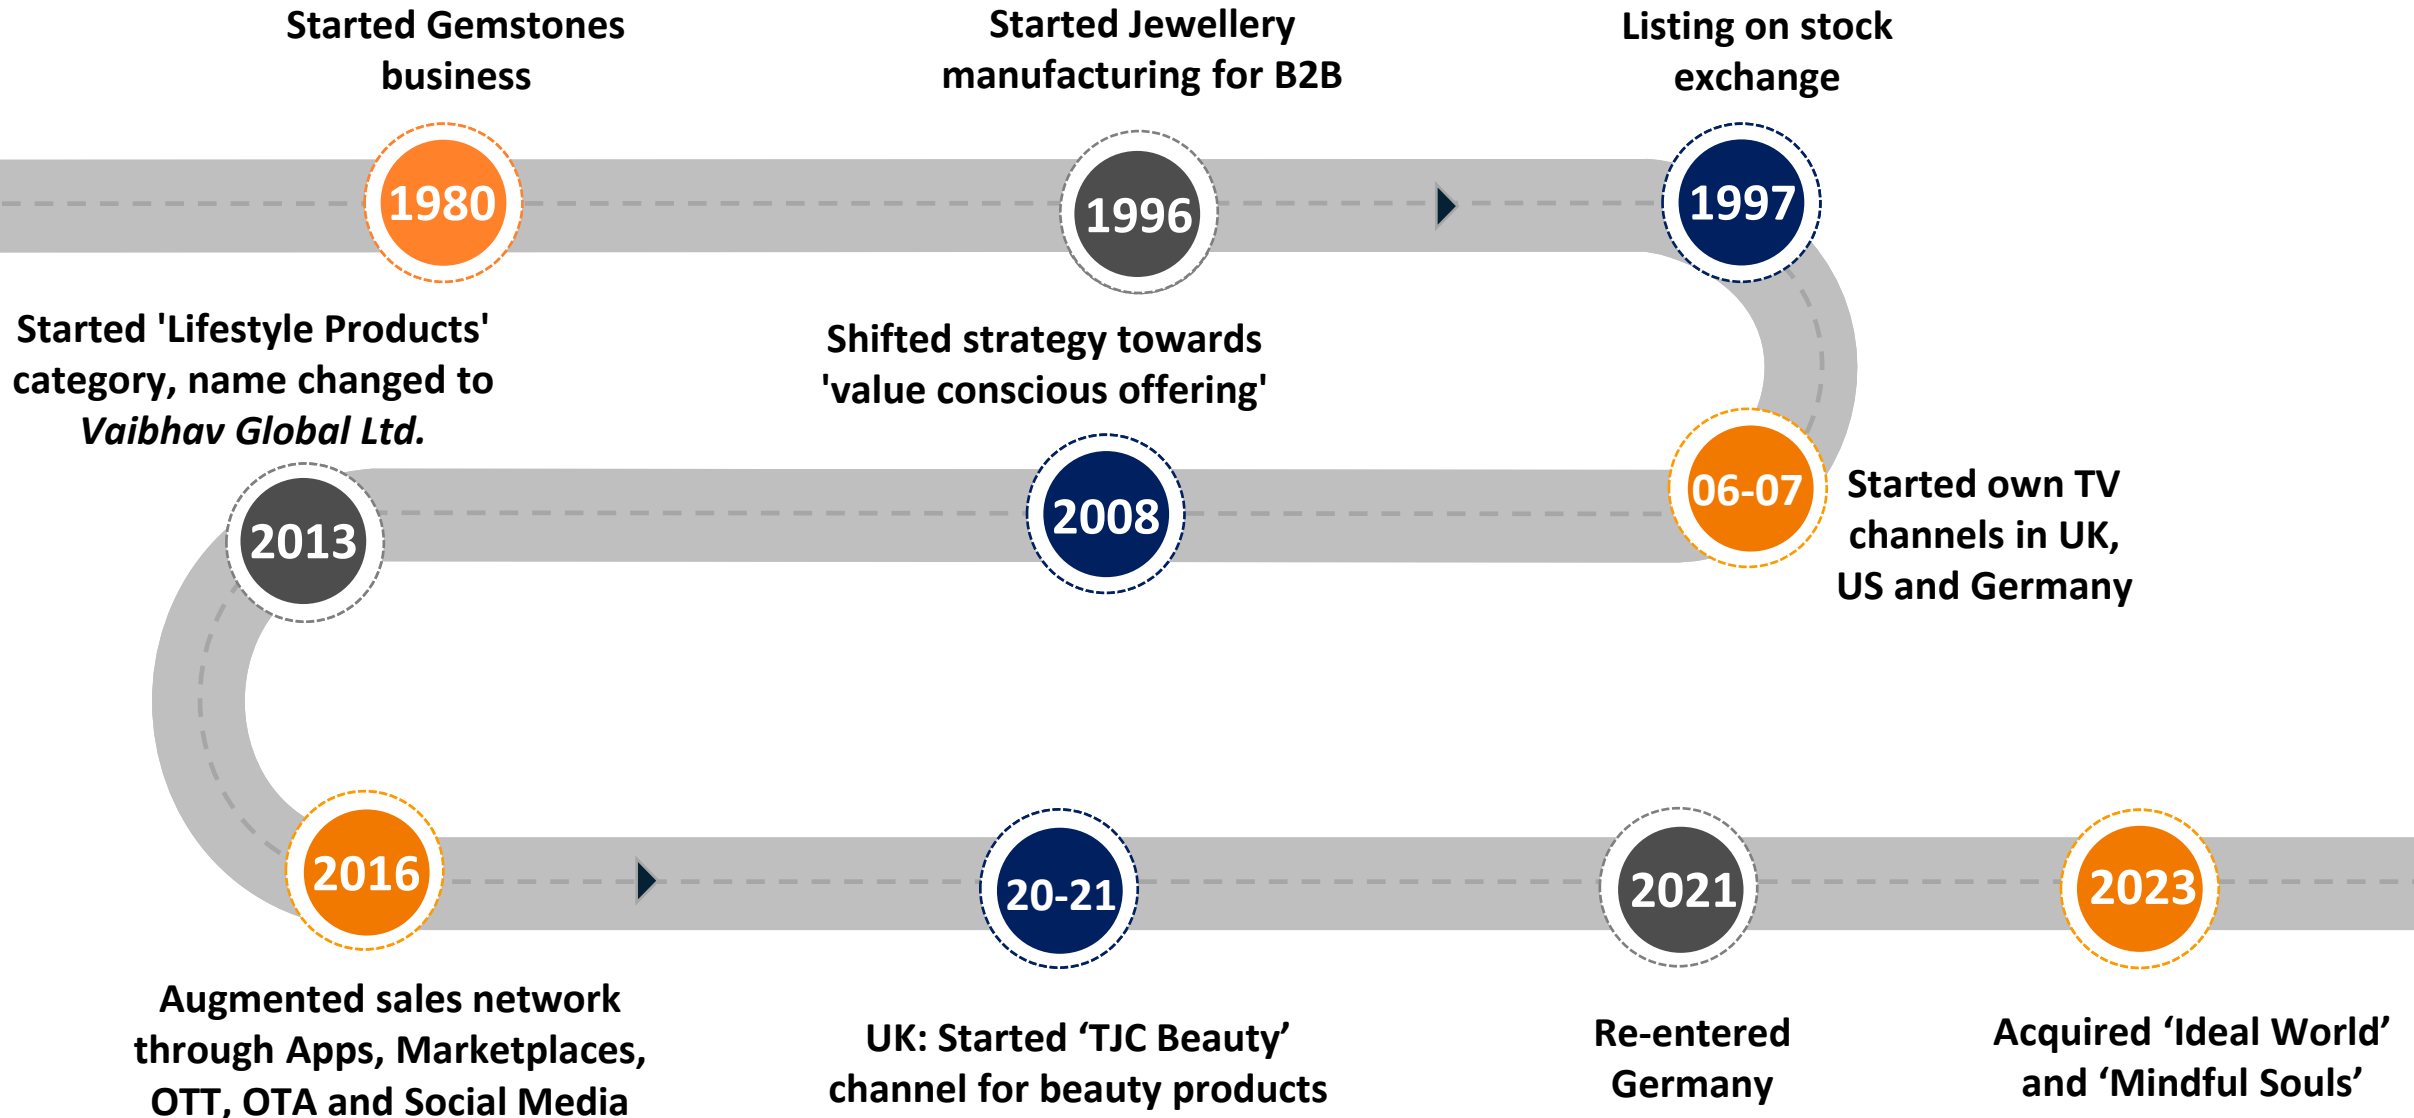 Started Gemstones
business
1980
Started Jewellery
manufacturing for B2B
1996
Listing on stock
exchange
1997
Started own TV
channels in UK,
US and Germany
06-07
Shifted strategy towards
'value conscious offering'
2008
Started 'Lifestyle Products'
category, name changed to
Vaibhav Global Ltd.
2013
2016
Augmented sales network
through Apps, Marketplaces,
OTT, OTA and Social Media
20-21
UK: Started ‘TJC Beauty’
channel for beauty products
2021
Re-entered
Germany
2023
Acquired ‘Ideal World’
and ‘Mindful Souls’